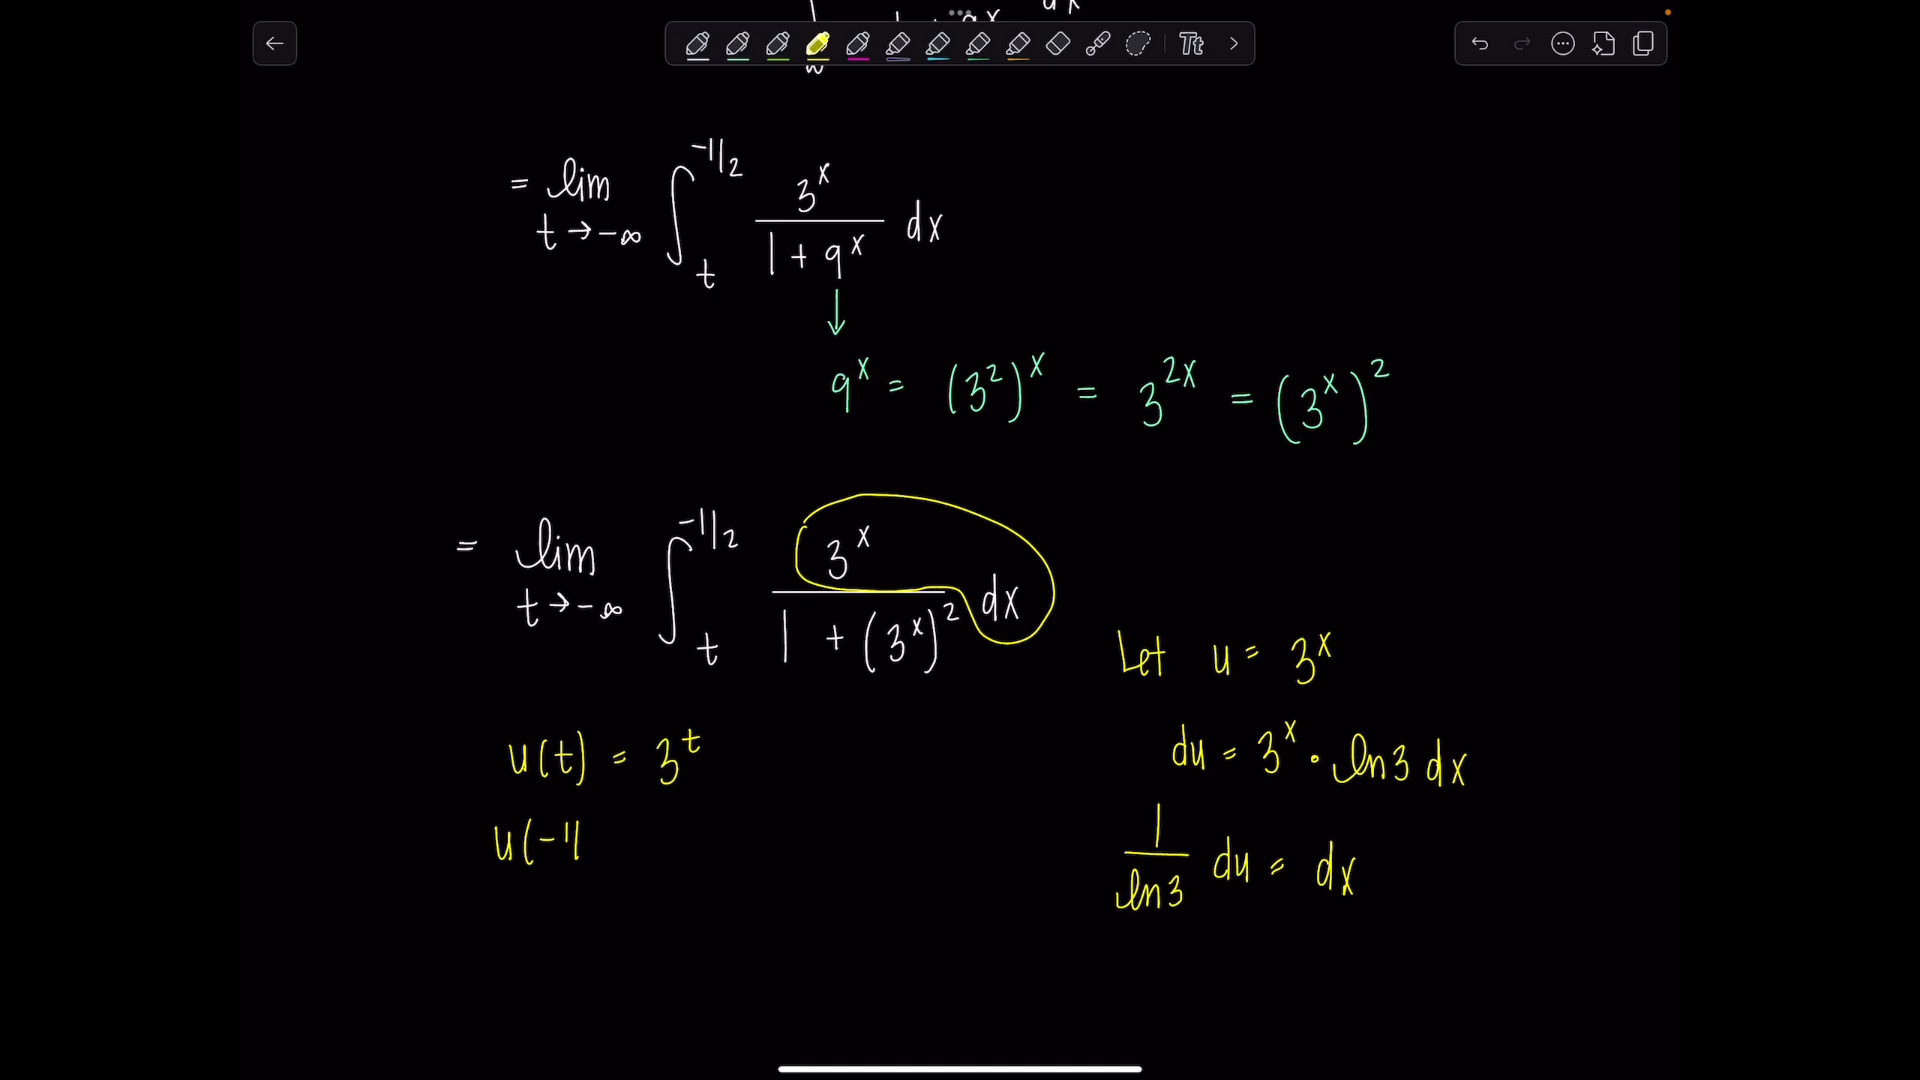 = lim t→-∞ ∫_t^{-1/2} 3^x / (1 + 9^x) dx
↓
9^x = (3^2)^x = 3^{2x} = (3^x)^2
= lim t→-∞ ∫_t^{-1/2} 3^x / (1 + (3^x)^2) dx
Let u = 3^x
u(t) = 3^t
du = 3^x · ln3 dx
u(-1/
1/ln3 du = dx
Tt